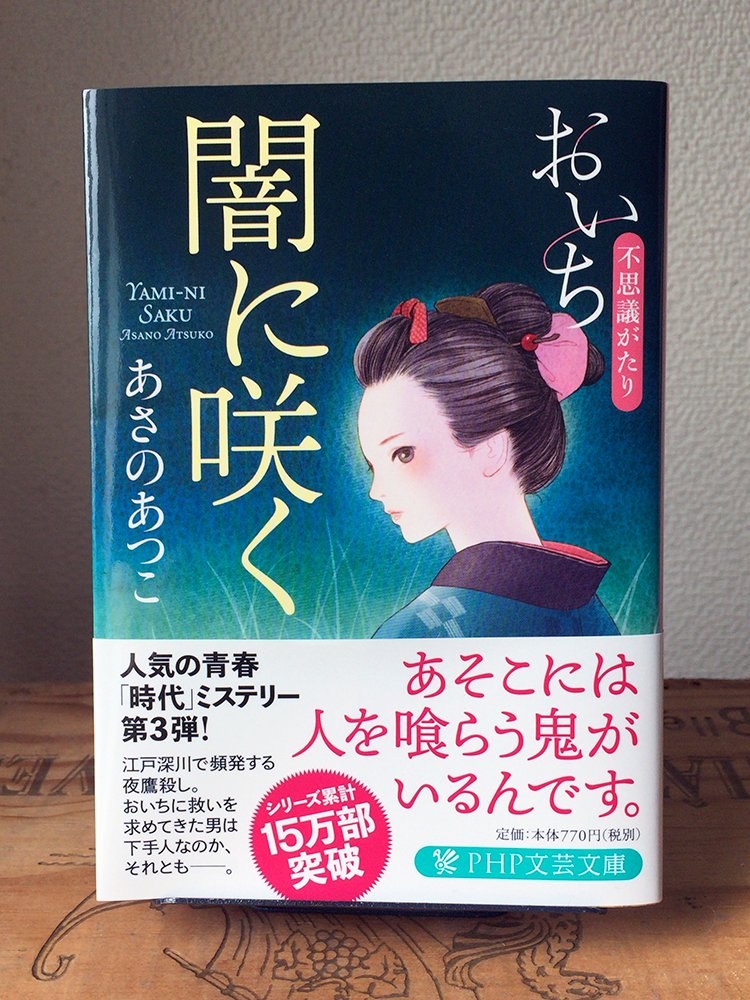 おいち
不思議がたり
闇に咲く
YAMI-NI
SAKU
ASANO ATSUKO
あさのあつこ
人気の青春
「時代」ミステリー
第3弾!
江戸深川で頻発する
夜鷹殺し。
おいちに救いを
求めてきた男は
下手人なのか、
それとも――。
シリーズ累計
15万部
突破
あそこには
人を喰らう鬼が
いるんです。
定価:本体770円(税別)
PHP文芸文庫